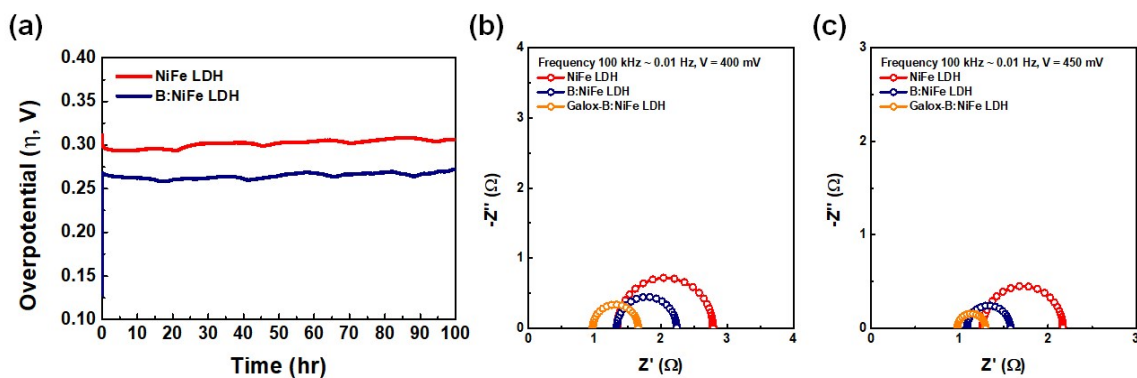 (a)
0.40
0.35
0.30
0.25
0.20
0.15
0.10
Overpotential (η, V)
NiFe LDH
B:NiFe LDH
0 10 20 30 40 50 60 70 80 90 100
Time (hr)
(b)
4
3
2
1
0
-Z'' (Ω)
Frequency 100 kHz ~ 0.01 Hz, V = 400 mV
NiFe LDH
B:NiFe LDH
Galox-B:NiFe LDH
0 1 2 3 4
Z' (Ω)
(c)
3
2
1
0
-Z'' (Ω)
Frequency 100 kHz ~ 0.01 Hz, V = 450 mV
NiFe LDH
B:NiFe LDH
Galox-B:NiFe LDH
0 1 2 3
Z' (Ω)